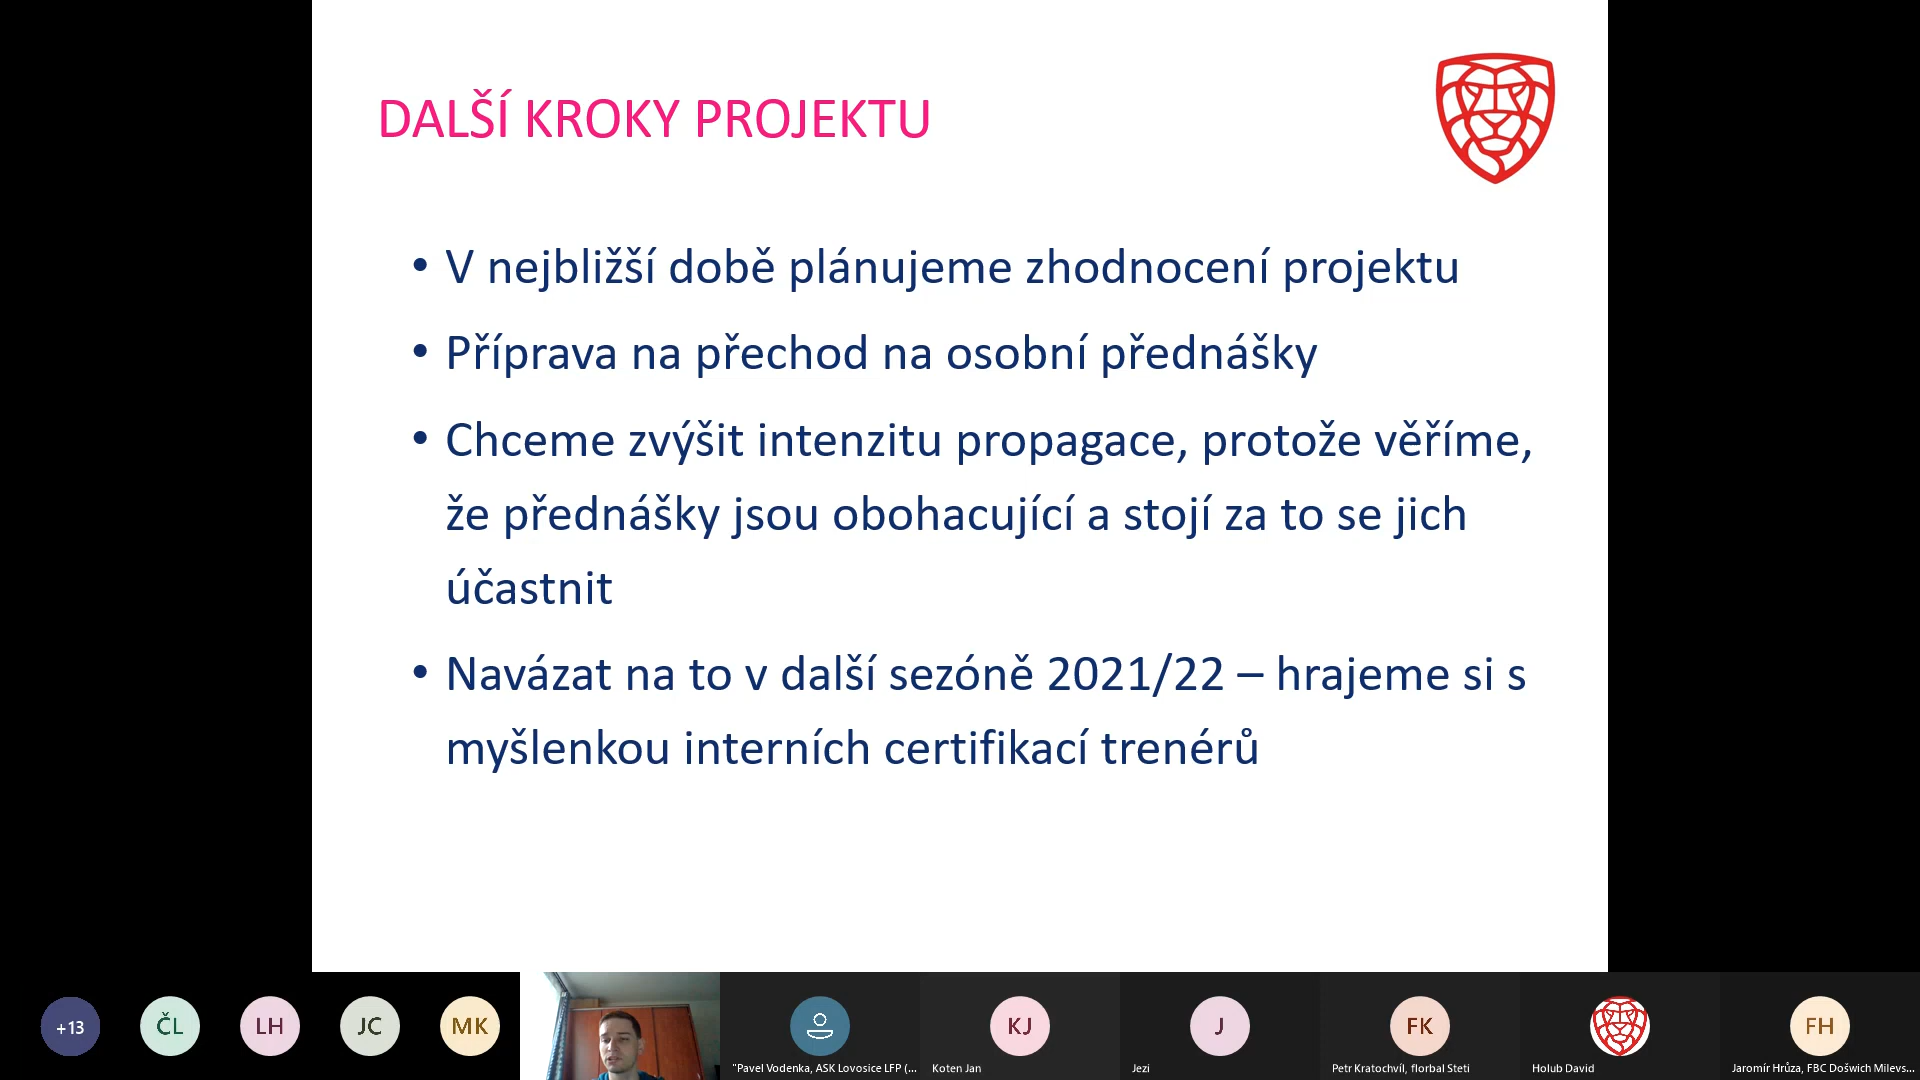 DALŠÍ KROKY PROJEKTU
• V nejbližší době plánujeme zhodnocení projektu
• Příprava na přechod na osobní přednášky
• Chceme zvýšit intenzitu propagace, protože věříme,
že přednášky jsou obohacující a stojí za to se jich
účastnit
• Navázat na to v další sezóně 2021/22 – hrajeme si s
myšlenkou interních certifikací trenérů
+13
ČL
LH
JC
MK
"Pavel Vodenka, ASK Lovosice LFP (...
KJ
Koten Jan
J
Jezi
FK
Petr Kratochvíl, florbal Steti
Holub David
FH
Jaromír Hrůza, FBC Došwich Milevs...